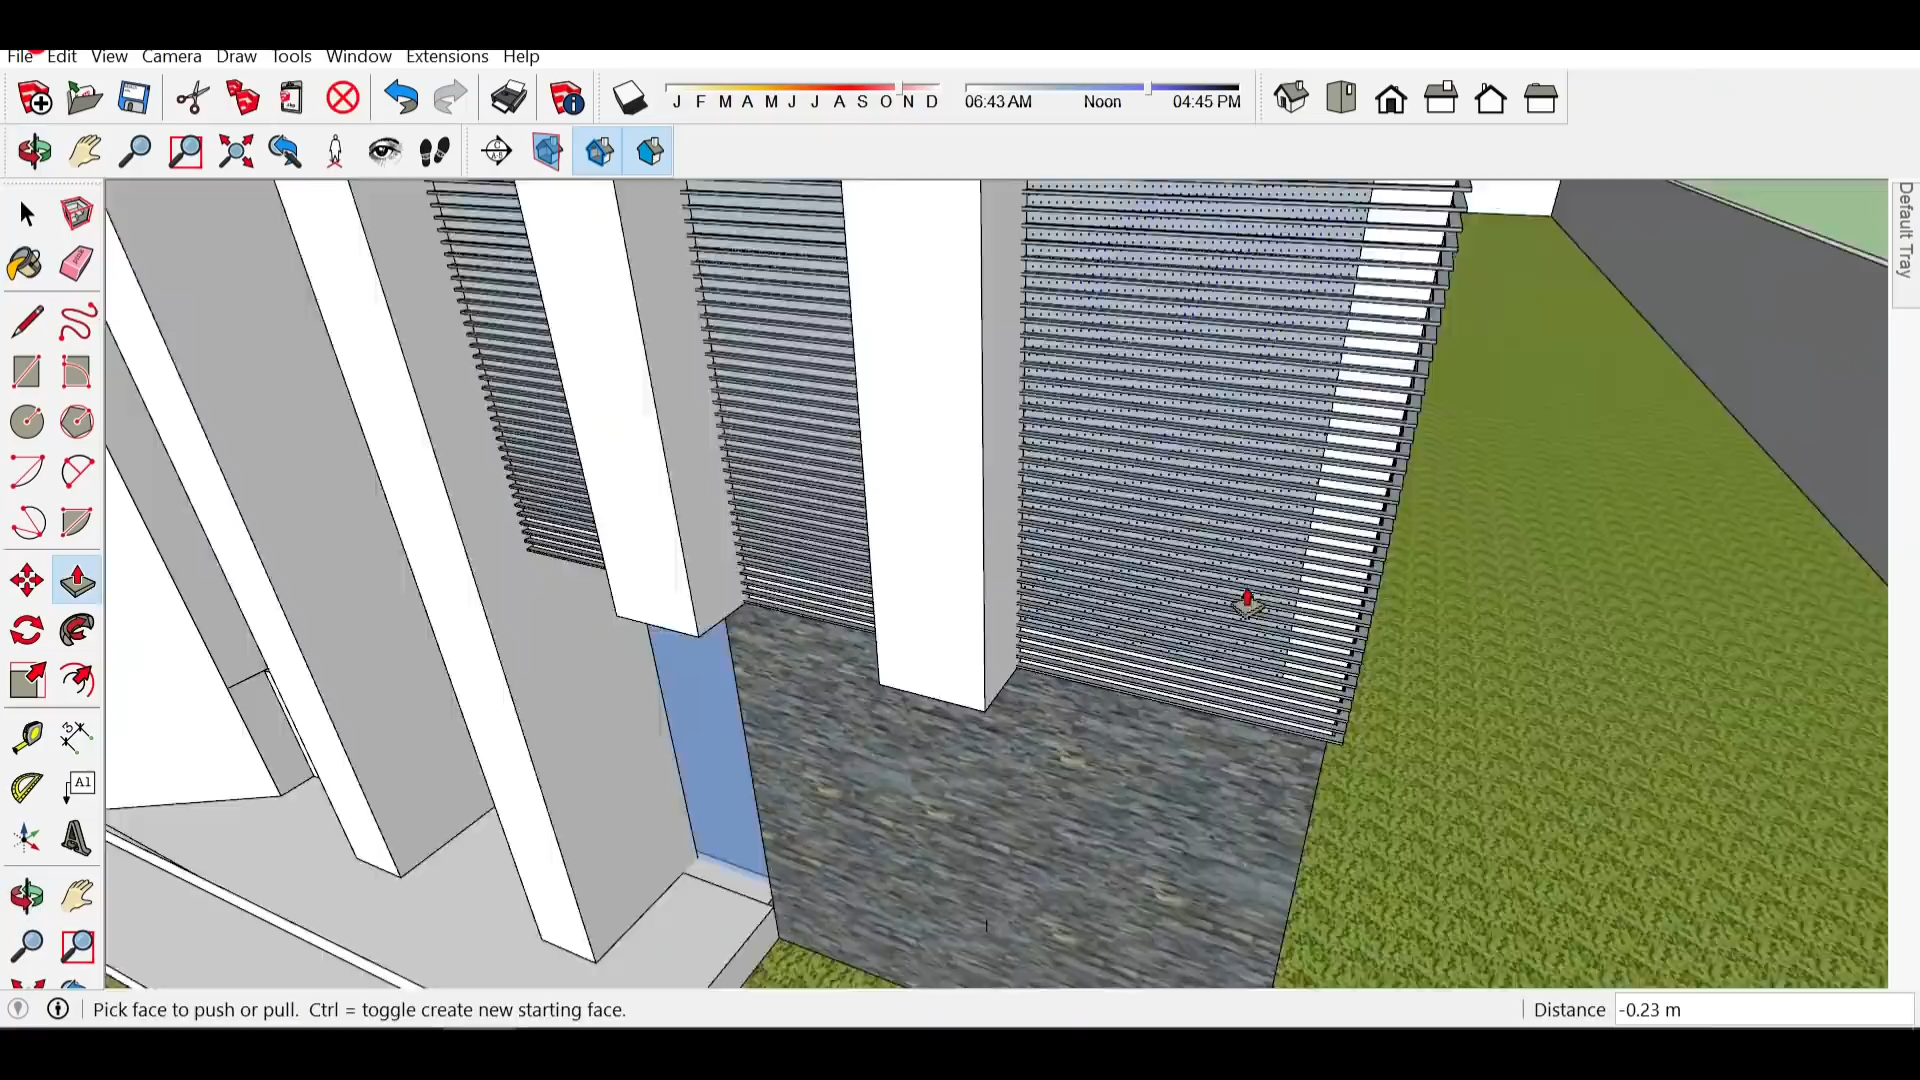 File Edit View Camera Draw Tools Window Extensions Help
J F M A M J J A S O N D 06:43 AM Noon 04:45 PM
Default Tray
A1
Pick face to push or pull. Ctrl = toggle create new starting face. Distance -0.23 m